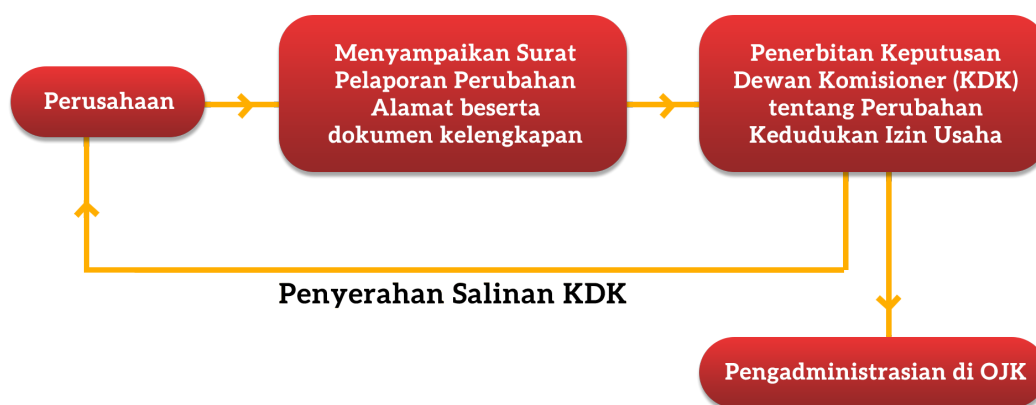 Perusahaan
Menyampaikan Surat
Pelaporan Perubahan
Alamat beserta
dokumen kelengkapan
Penerbitan Keputusan
Dewan Komisioner (KDK)
tentang Perubahan
Kedudukan Izin Usaha
Penyerahan Salinan KDK
Pengadministrasian di OJK